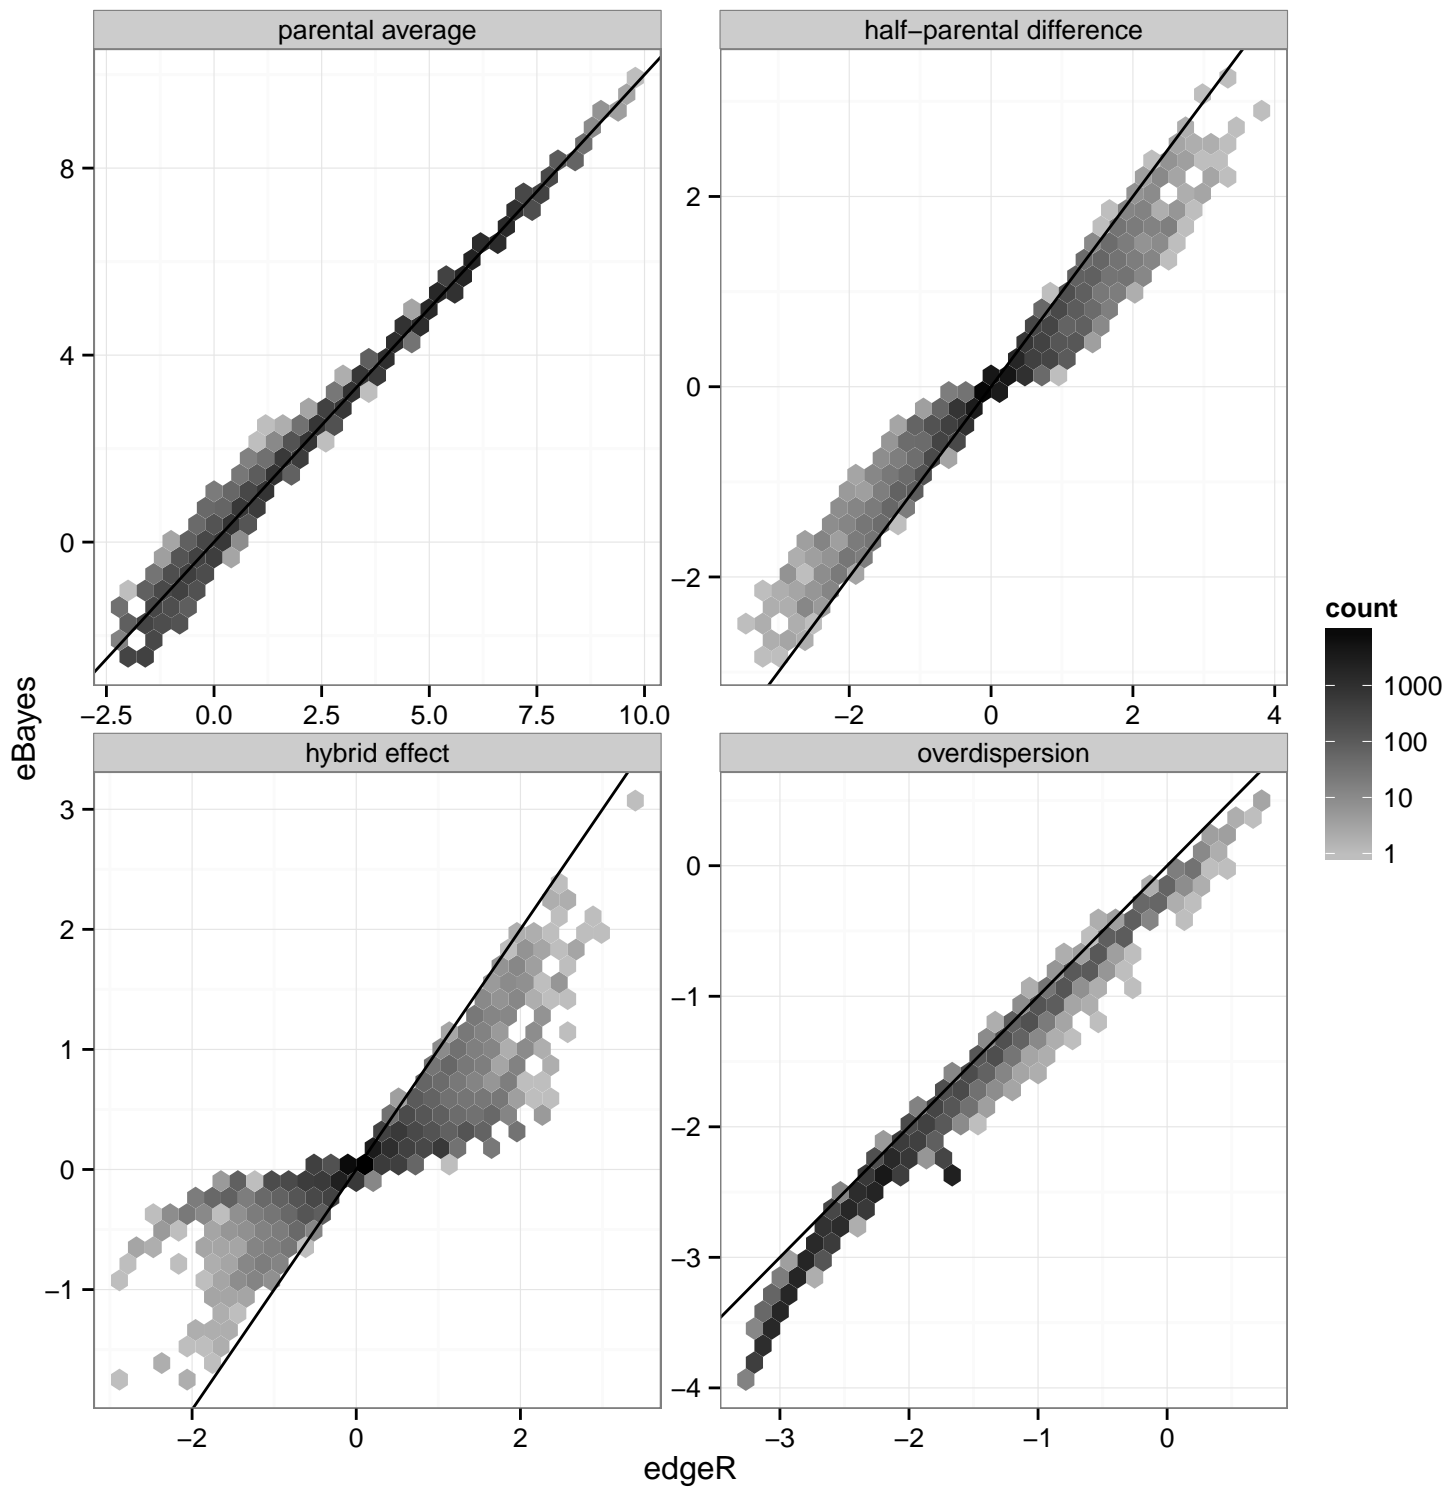 parental average
half−parental difference
8
4
0
2
0
−2
−2.5 0.0 2.5 5.0 7.5 10.0
−2 0 2 4
eBayes
hybrid effect
overdispersion
3
2
1
0
−1
0
−1
−2
−3
−4
−2 0 2
−3 −2 −1 0
edgeR
count
1000
100
10
1